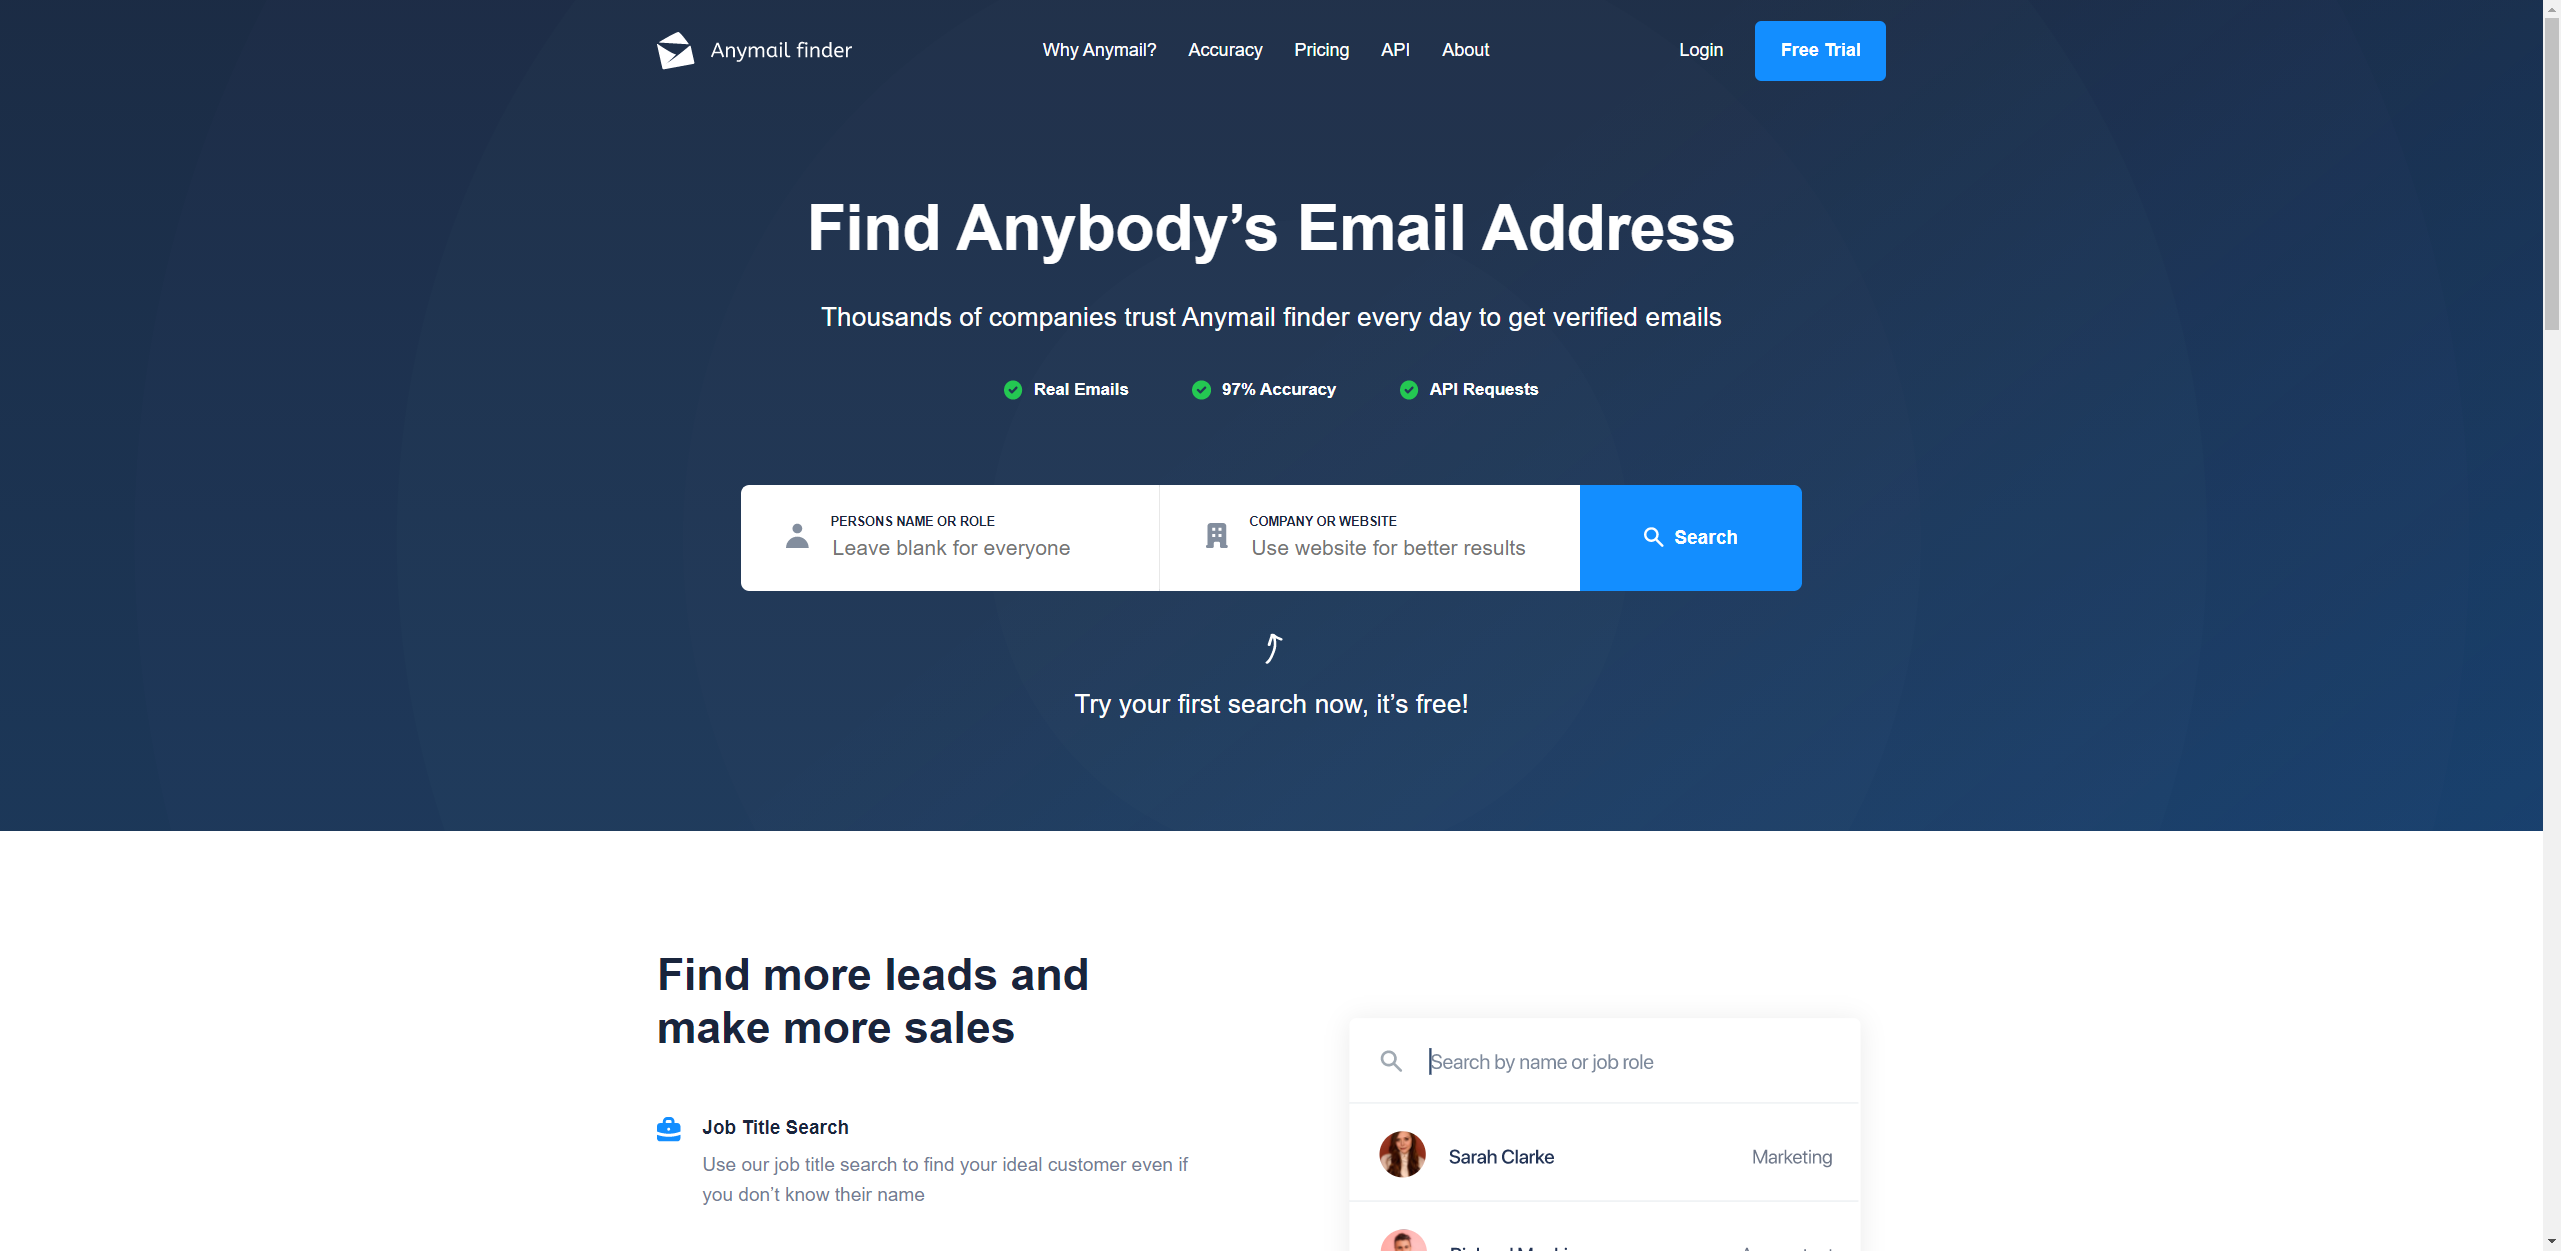 Anymail finder
Why Anymail?
Accuracy
Pricing
API
About
Login
Free Trial
Find Anybody’s Email Address
Thousands of companies trust Anymail finder every day to get verified emails
Real Emails
97% Accuracy
API Requests
PERSONS NAME OR ROLE
Leave blank for everyone
COMPANY OR WEBSITE
Use website for better results
Search
Try your first search now, it’s free!
Find more leads and
make more sales
Job Title Search
Use our job title search to find your ideal customer even if
you don’t know their name
Search by name or job role
Sarah Clarke
Marketing